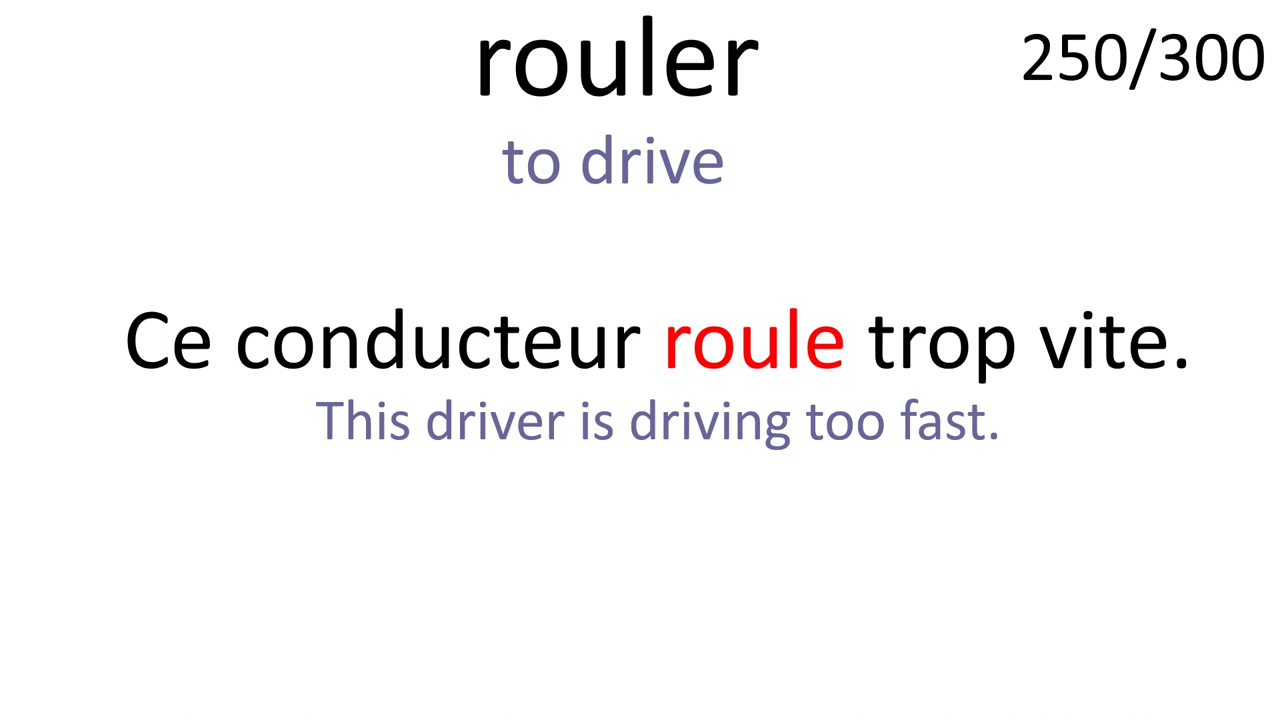 rouler
250/300
to drive
Ce conducteur roule trop vite.
This driver is driving too fast.